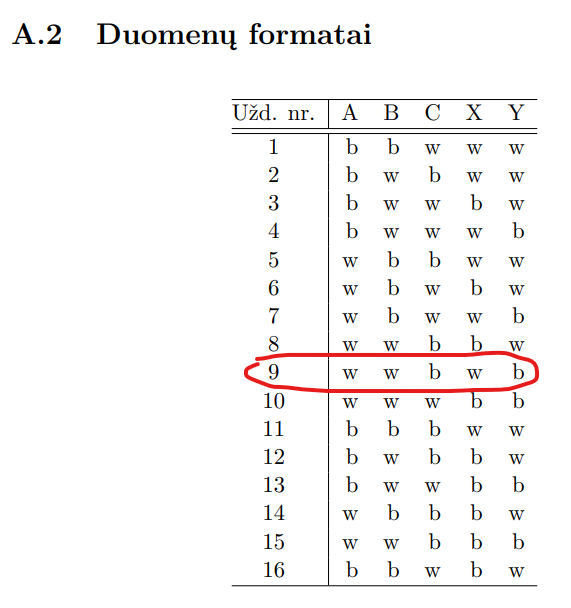 A.2 Duomenų formatai
Užd. nr. A B C X Y
1 b b w w w
2 b w b w w
3 b w w b w
4 b w w w b
5 w b b w w
6 w b w b w
7 w b w w b
8 w w b b w
9 w w b w b
10 w w w b b
11 b b b w w
12 b w b b w
13 b w w b b
14 w b b b w
15 w w b b b
16 b b w b w